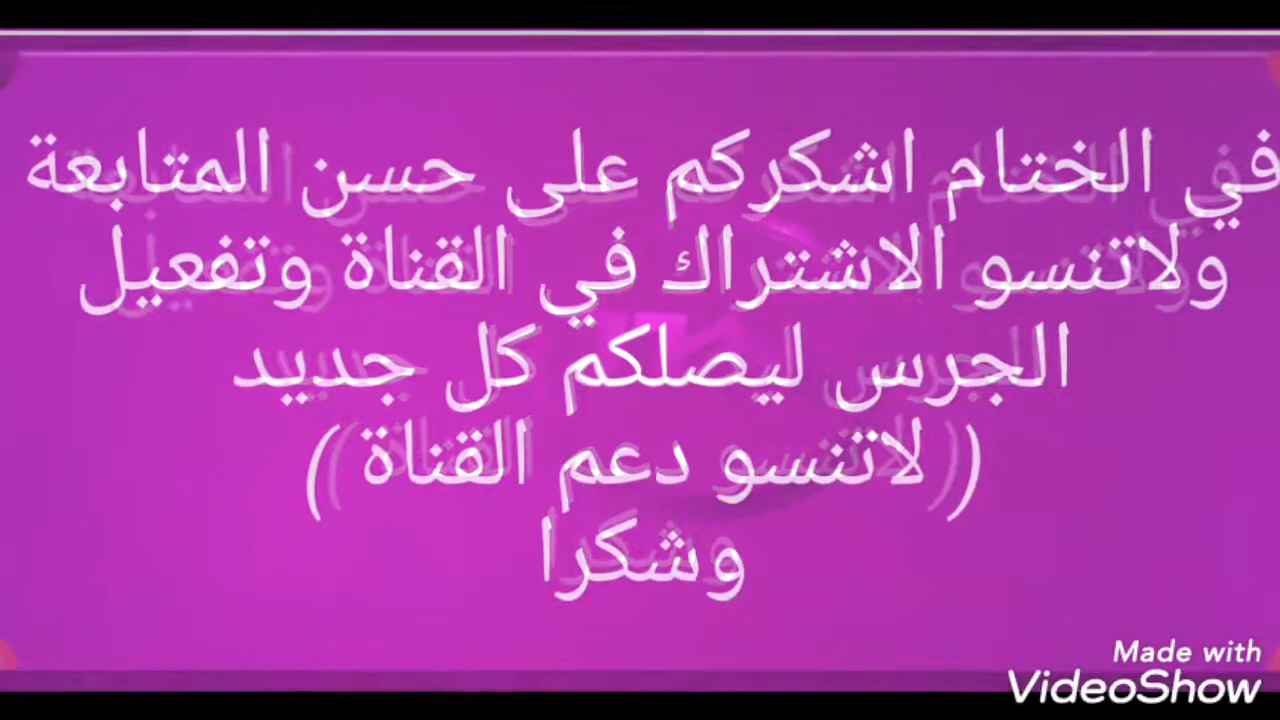 في الختام اشكركم على حسن المتابعة
ولاتنسو الاشتراك في القناة وتفعيل
الجرس ليصلكم كل جديد
(( لاتنسو دعم القناة ))
وشكرا
Made with
VideoShow